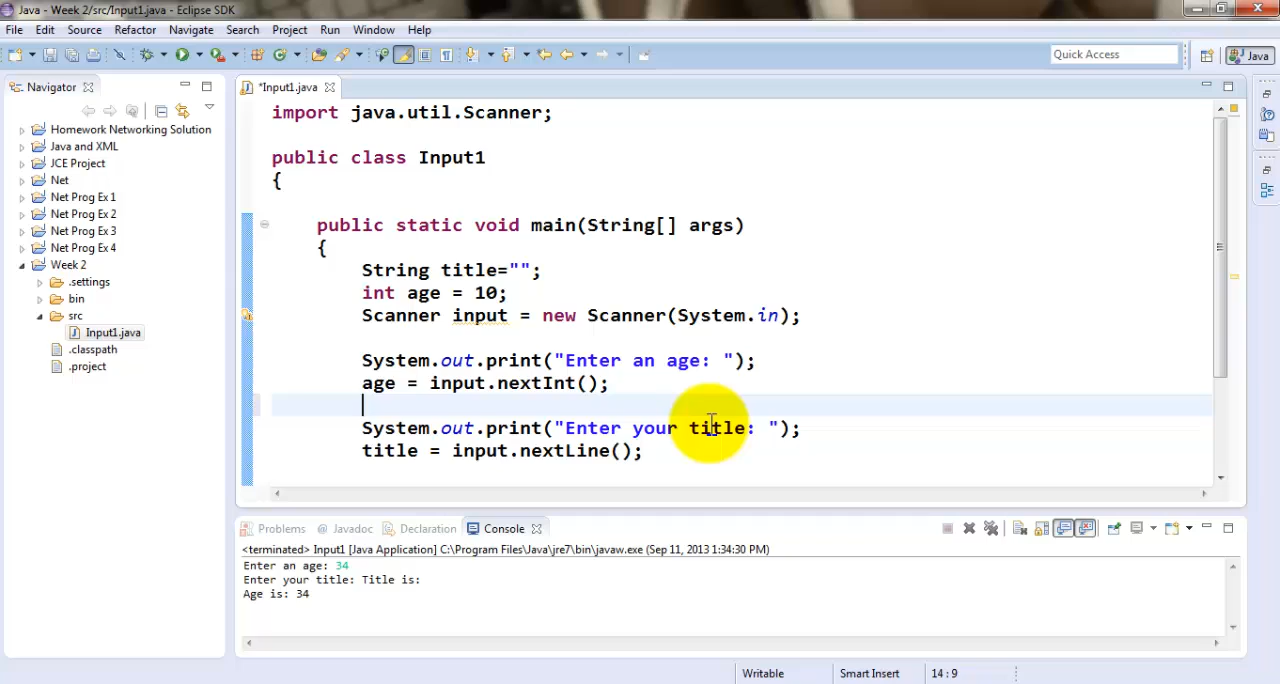 Java - Week 2/src/Input1.java - Eclipse SDK
File Edit Source Refactor Navigate Search Project Run Window Help
Quick Access
Java
Navigator
Homework Networking Solution
Java and XML
JCE Project
Net
Net Prog Ex1
Net Prog Ex 2
Net Prog Ex 3
Net Prog Ex 4
Week 2
.settings
bin
src
Input1.java
.classpath
.project
*Input1.java
import java.util.Scanner;
public class Input1
{
public static void main(String[] args)
{
String title="";
int age = 10;
Scanner input = new Scanner(System.in);
System.out.print("Enter an age: ");
age = input.nextInt();
System.out.print("Enter your title: ");
title = input.nextLine();
Problems @ Javadoc Declaration Console
<terminated> Input1 [Java Application] C:\Program Files\Java\jre7\bin\javaw.exe (Sep 11, 2013 1:34:30 PM)
Enter an age: 34
Enter your title: Title is:
Age is: 34
Writable Smart Insert 14:9